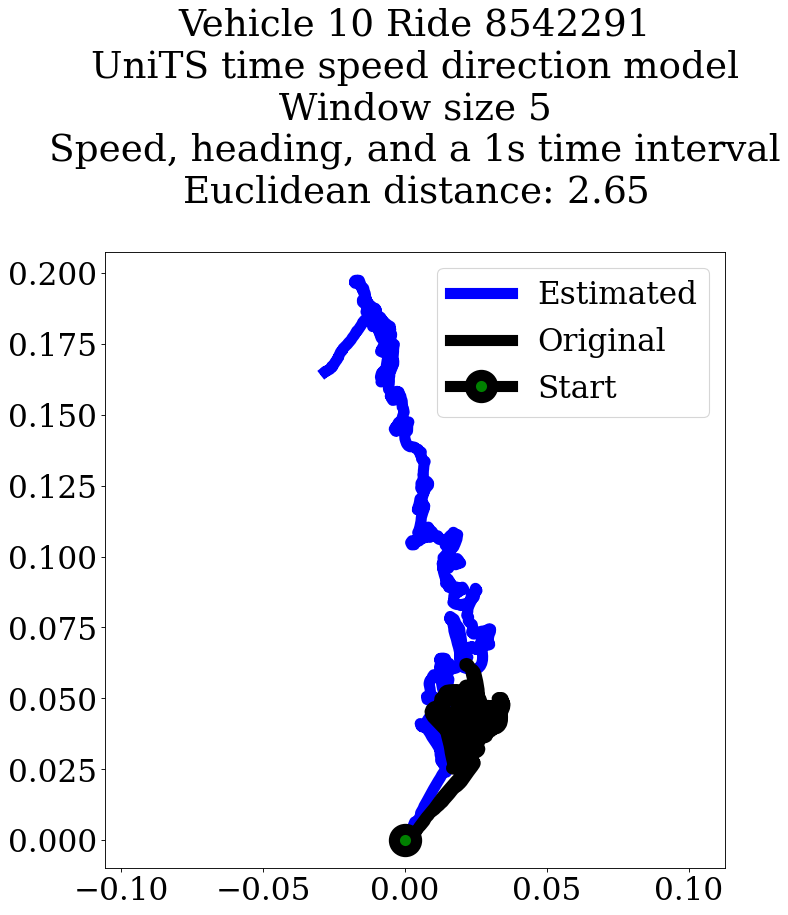 Vehicle 10 Ride 8542291
UniTS time speed direction model
Window size 5
Speed, heading, and a 1s time interval
Euclidean distance: 2.65
Estimated
Original
Start
0.200
0.175
0.150
0.125
0.100
0.075
0.050
0.025
0.000
−0.10
−0.05
0.00
0.05
0.10